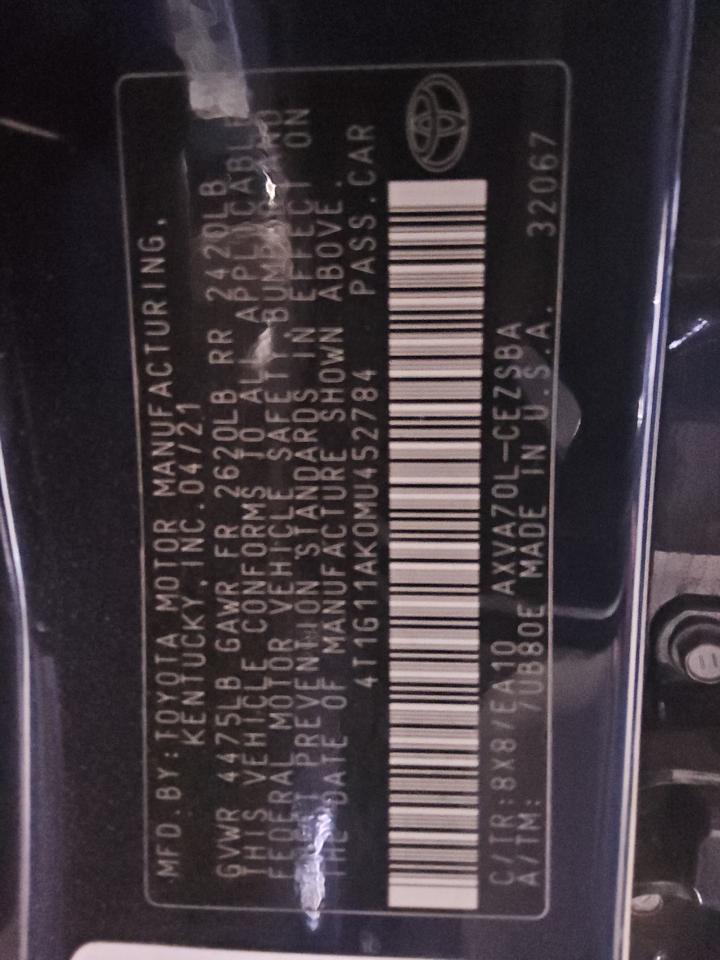 MFD.BY:TOYOTA MOTOR MANUFACTURING,
KENTUCKY,INC.04/21
GVWR 4475LB GAWR FR 2620LB RR 2420LB
THIS VEHICLE CONFORMS TO ALL APPLICABLE
FEDERAL MOTOR VEHICLE SAFETY, BUMPER, AND
THEFT PREVENTION STANDARDS IN EFFECT ON
THE DATE OF MANUFACTURE SHOWN ABOVE.
4T1G11AK0MU452784 PASS.CAR
C/TR:8X8/EA10 AXVA70L-CEZSBA
A/TM: /UB80E MADE IN U.S.A. 32067